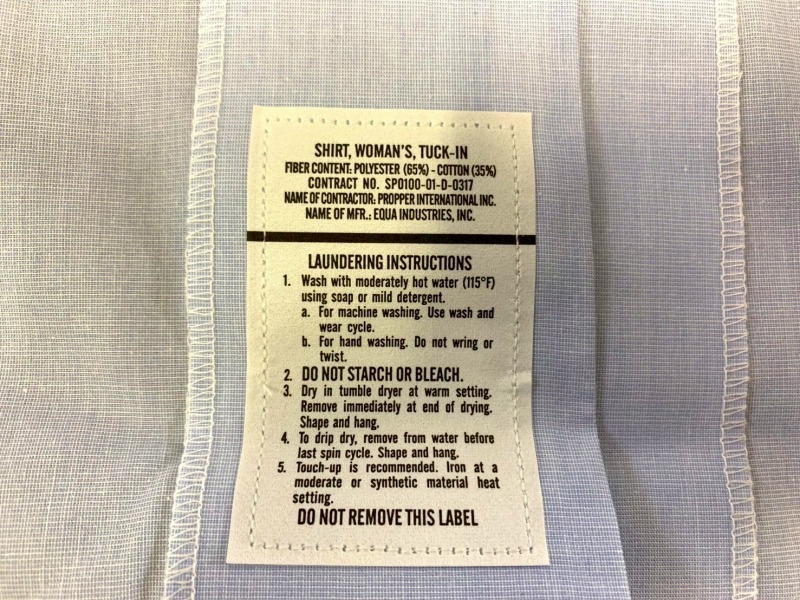 SHIRT, WOMAN'S, TUCK-IN
FIBER CONTENT: POLYESTER (65%) - COTTON (35%)
CONTRACT NO. SPO100-01-D-0317
NAME OF CONTRACTOR: PROPPER INTERNATIONAL INC.
NAME OF MFR.: EQUA INDUSTRIES, INC.
LAUNDERING INSTRUCTIONS
1. Wash with moderately hot water (115°F)
using soap or mild detergent.
a. For machine washing. Use wash and
wear cycle.
b. For hand washing. Do not wring or
twist.
2. DO NOT STARCH OR BLEACH.
3. Dry in tumble dryer at warm setting.
Remove immediately at end of drying.
Shape and hang.
4. To drip dry, remove from water before
last spin cycle. Shape and hang.
5. Touch-up is recommended. Iron at a
moderate or synthetic material heat
setting.
DO NOT REMOVE THIS LABEL